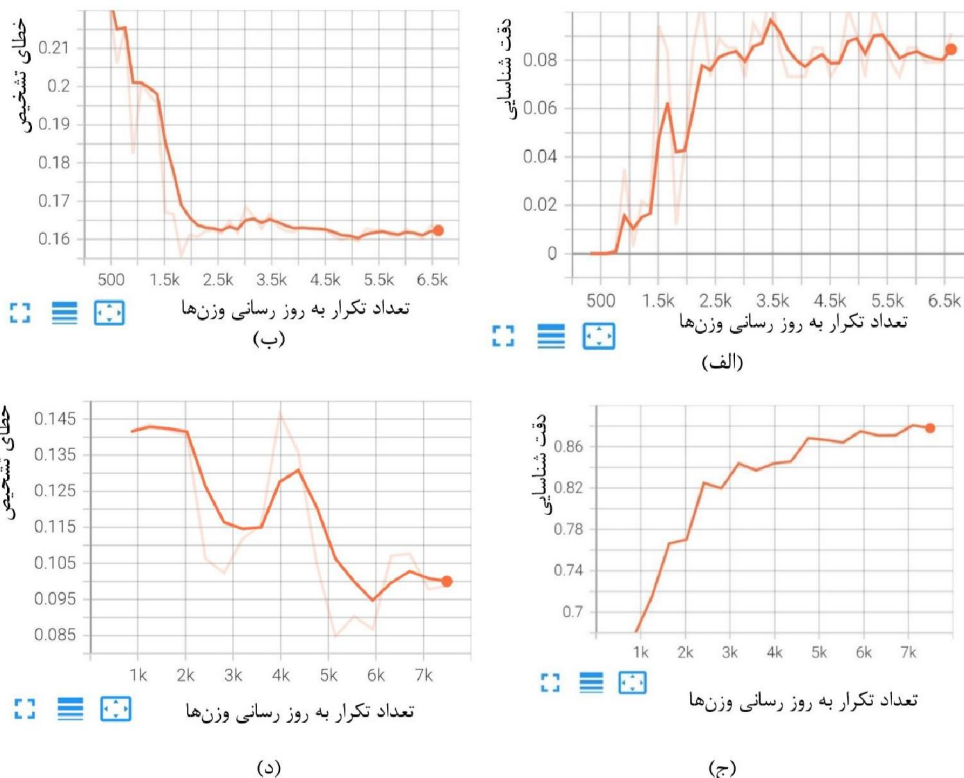 دقت شناسایی
0.08
0.06
0.04
0.02
0
500 1.5k 2.5k 3.5k 4.5k 5.5k 6.5k
تعداد تکرار به روز رسانی وزن‌ها
(الف)
خطای تشخیص
0.21
0.2
0.19
0.18
0.17
0.16
500 1.5k 2.5k 3.5k 4.5k 5.5k 6.5k
تعداد تکرار به روز رسانی وزن‌ها
(ب)
دقت شناسایی
0.86
0.82
0.78
0.74
0.7
1k 2k 3k 4k 5k 6k 7k
تعداد تکرار به روز رسانی وزن‌ها
(ج)
خطای تشخیص
0.145
0.135
0.125
0.115
0.105
0.095
0.085
1k 2k 3k 4k 5k 6k 7k
تعداد تکرار به روز رسانی وزن‌ها
(د)